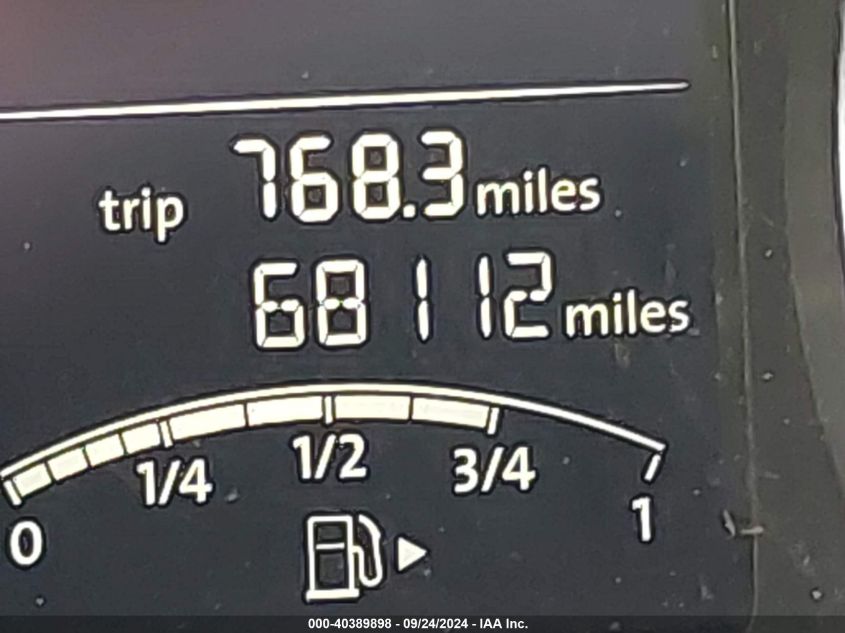 trip 768.3 miles
68112 miles
0 1/4 1/2 3/4 1
000-40389898 - 09/24/2024 - IAA Inc.